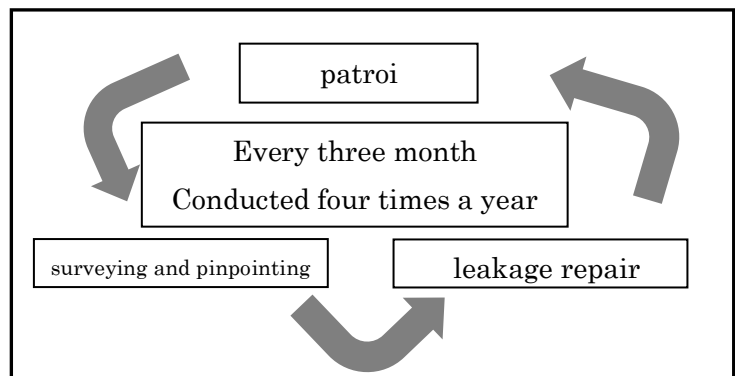 patroi
Every three month
Conducted four times a year
surveying and pinpointing
leakage repair